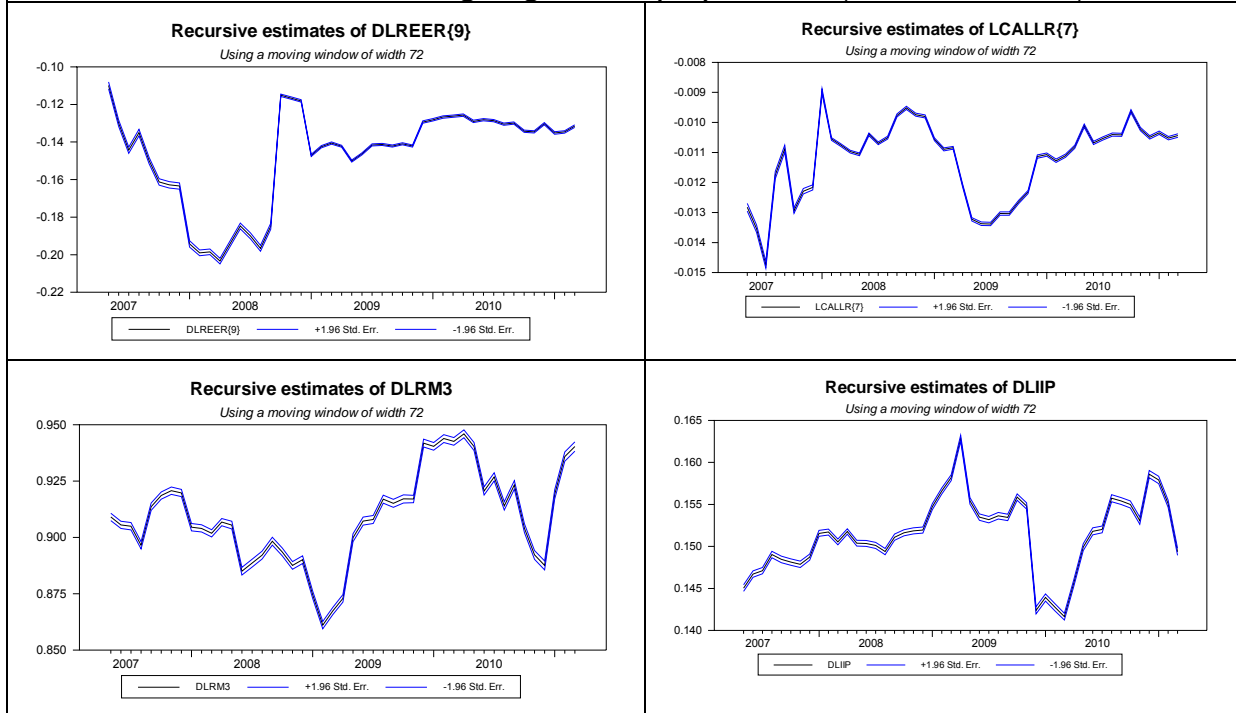 Recursive estimates of DLREER{9}
Using a moving window of width 72
-0.10
-0.12
-0.14
-0.16
-0.18
-0.20
-0.22
2007 2008 2009 2010
DLREER{9} +1.96 Std. Err. -1.96 Std. Err.
Recursive estimates of LCALLR{7}
Using a moving window of width 72
-0.008
-0.009
-0.010
-0.011
-0.012
-0.013
-0.014
-0.015
2007 2008 2009 2010
LCALLR{7} +1.96 Std. Err. -1.96 Std. Err.
Recursive estimates of DLRM3
Using a moving window of width 72
0.950
0.925
0.900
0.875
0.850
2007 2008 2009 2010
DLRM3 +1.96 Std. Err. -1.96 Std. Err.
Recursive estimates of DLIIP
Using a moving window of width 72
0.165
0.160
0.155
0.150
0.145
0.140
2007 2008 2009 2010
DLIIP +1.96 Std. Err. -1.96 Std. Err.